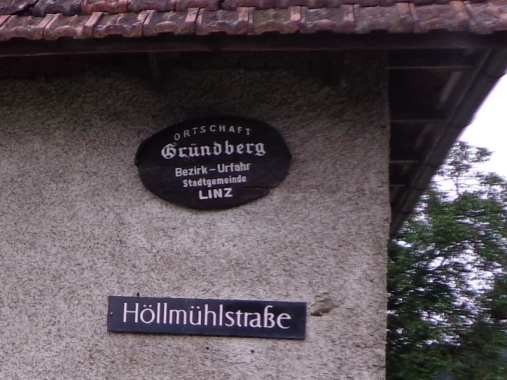 ORTSCHAFT
Gründberg
Bezirk - Urfahr
Stadtgemeinde
LINZ
Höllmühlstraße